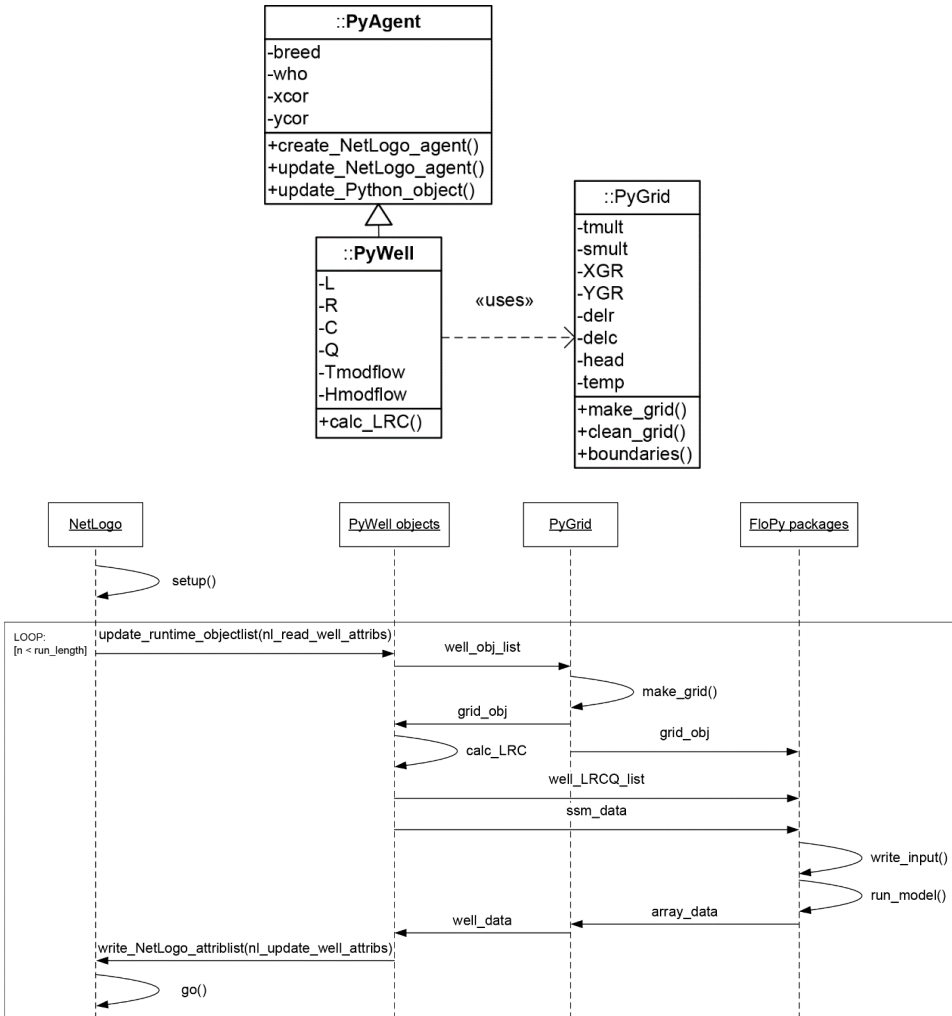 ::PyAgent
-breed
-who
-xcor
-ycor
+create_NetLogo_agent()
+update_NetLogo_agent()
+update_Python_object()
::PyWell
-L
-R
-C
-Q
-Tmodflow
-Hmodflow
+calc_LRC()
«uses»
::PyGrid
-tmult
-smult
-XGR
-YGR
-delr
-delc
-head
-temp
+make_grid()
+clean_grid()
+boundaries()
NetLogo
PyWell objects
PyGrid
FloPy packages
setup()
LOOP:
[n < run_length]
update_runtime_objectlist(nl_read_well_attribs)
well_obj_list
make_grid()
grid_obj
grid_obj
calc_LRC
well_LRCQ_list
ssm_data
write_input()
run_model()
array_data
well_data
write_NetLogo_attriblist(nl_update_well_attribs)
go()